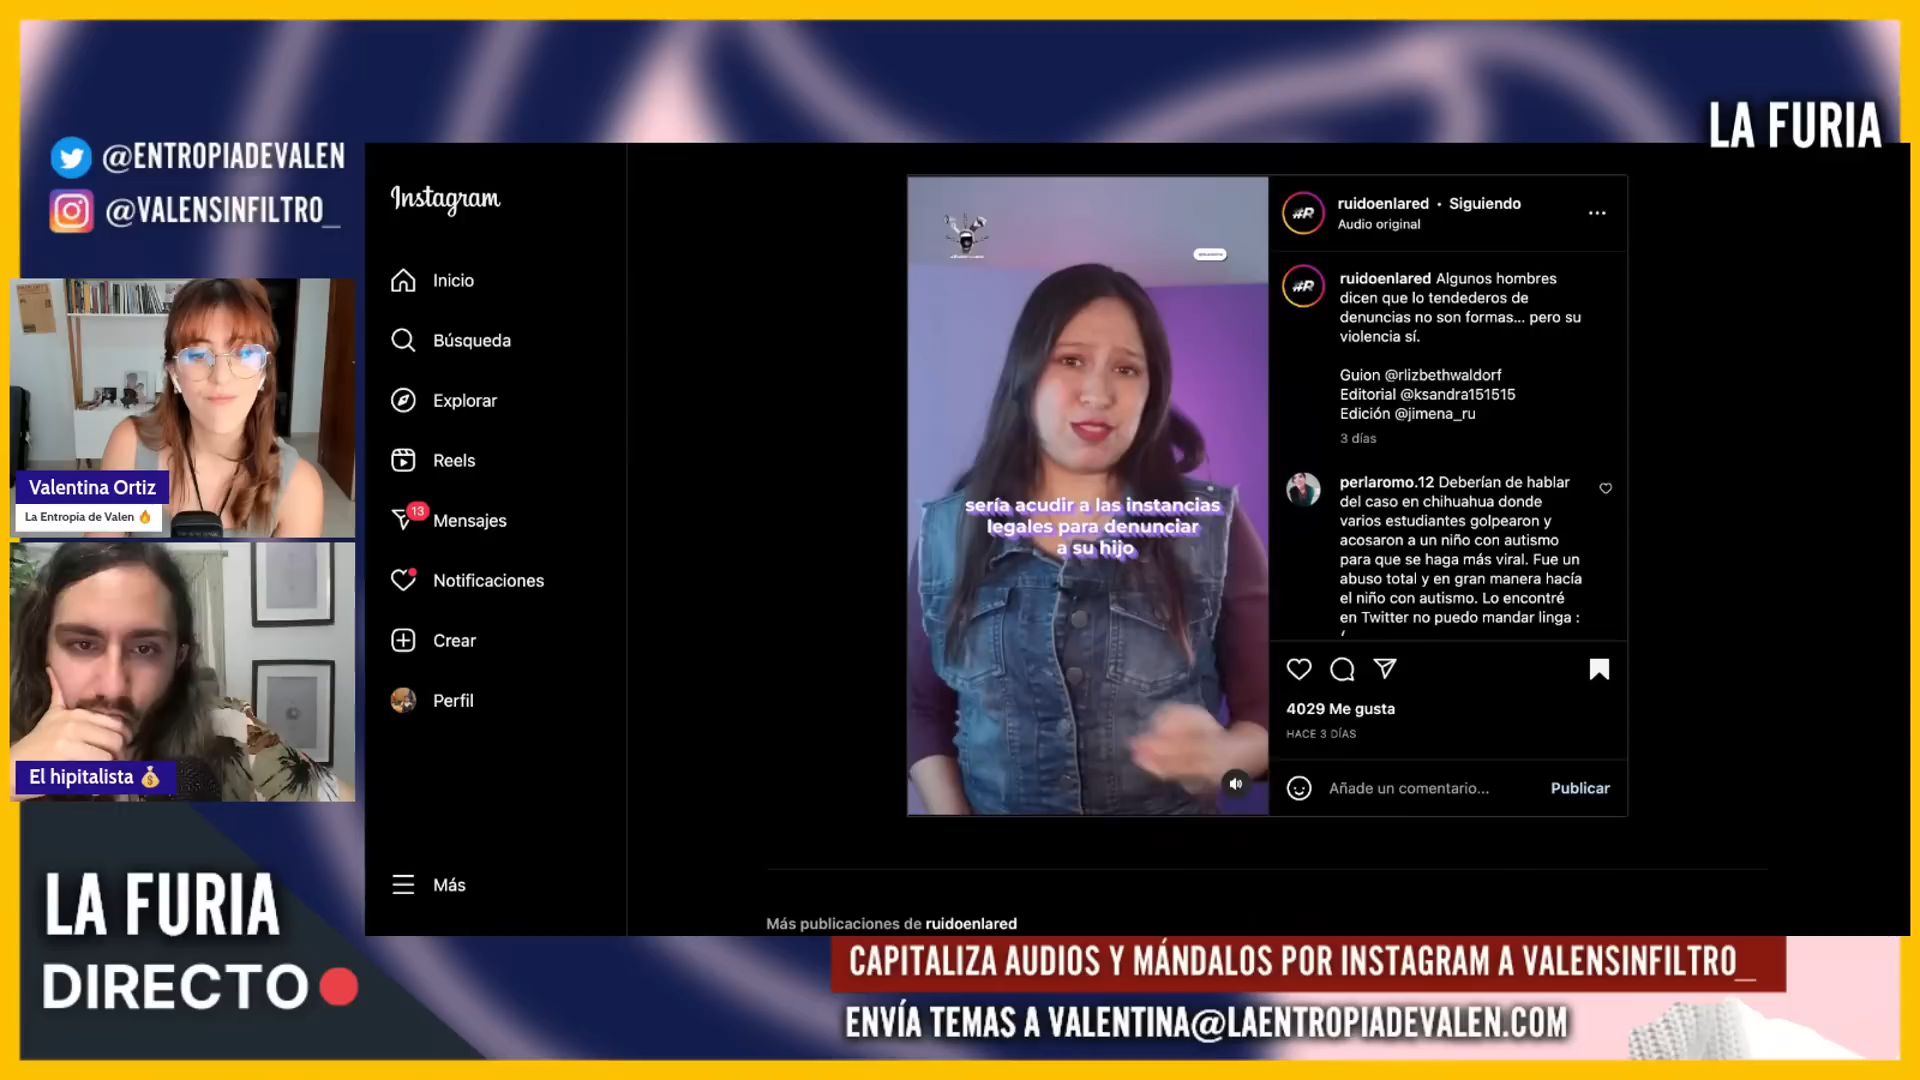 LA FURIA
@ENTROPIADEVALEN
@VALENSINFILTRO_
Valentina Ortiz
La Entropía de Valen 🔥
El hipitalista 💰
LA FURIA
DIRECTO
Instagram
Inicio
Búsqueda
Explorar
Reels
13
Mensajes
Notificaciones
Crear
Perfil
Más
sería acudir a las instancias
legales para denunciar
a su hijo
#R
ruidoenlared • Siguiendo
Audio original
#R
ruidoenlared Algunos hombres
dicen que lo tendederos de
denuncias no son formas... pero su
violencia sí.
Guion @rlizbethwaldorf
Editorial @ksandra151515
Edición @jimena_ru
3 días
perlaromo.12 Deberían de hablar
del caso en chihuahua donde
varios estudiantes golpearon y
acosaron a un niño con autismo
para que se haga más viral. Fue un
abuso total y en gran manera hacía
el niño con autismo. Lo encontré
en Twitter no puedo mandar linga :
4029 Me gusta
HACE 3 DÍAS
Añade un comentario...
Publicar
Más publicaciones de ruidoenlared
CAPITALIZA AUDIOS Y MÁNDALOS POR INSTAGRAM A VALENSINFILTRO_
ENVÍA TEMAS A VALENTINA@LAENTROPIADEVALEN.COM